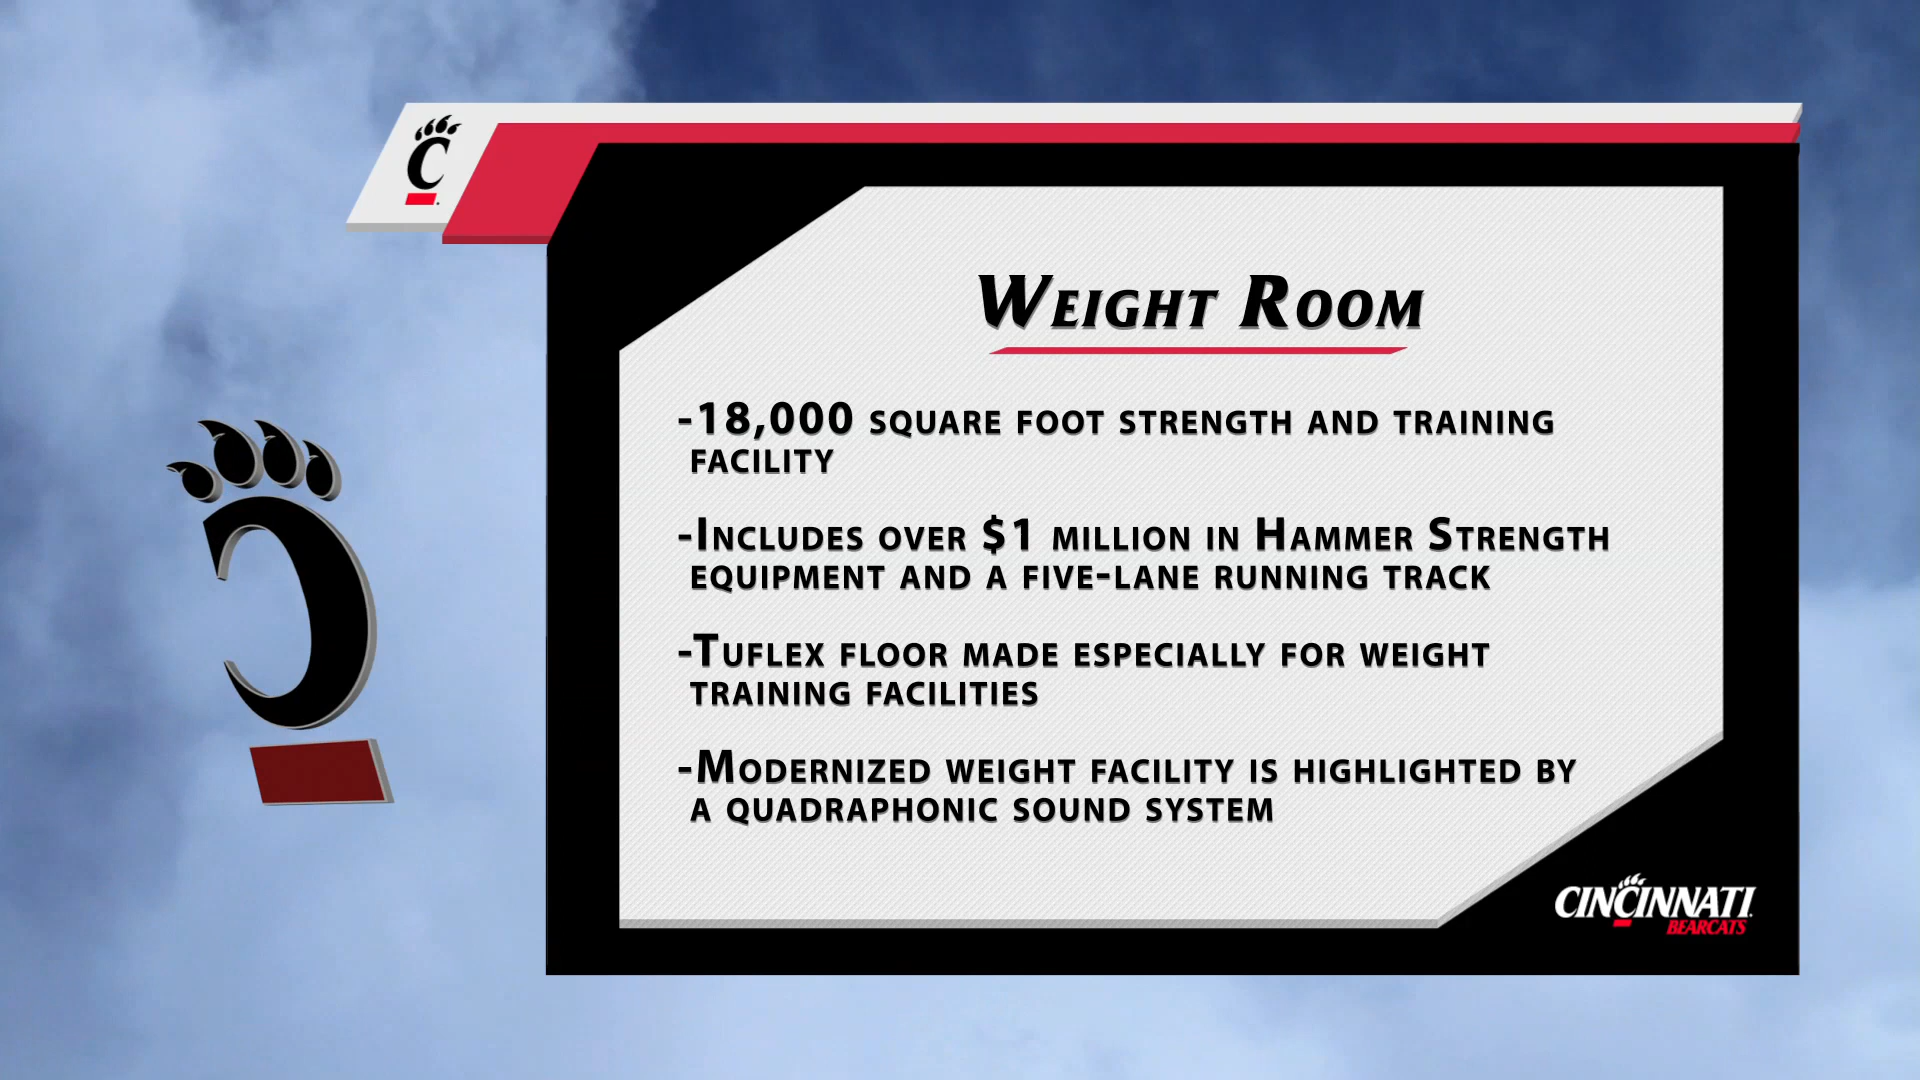 C
Weight Room
-18,000 square foot strength and training
facility
-Includes over $1 million in Hammer Strength
equipment and a five-lane running track
-Tuflex floor made especially for weight
training facilities
-Modernized weight facility is highlighted by
a quadraphonic sound system
CINCINNATI
BEARCATS